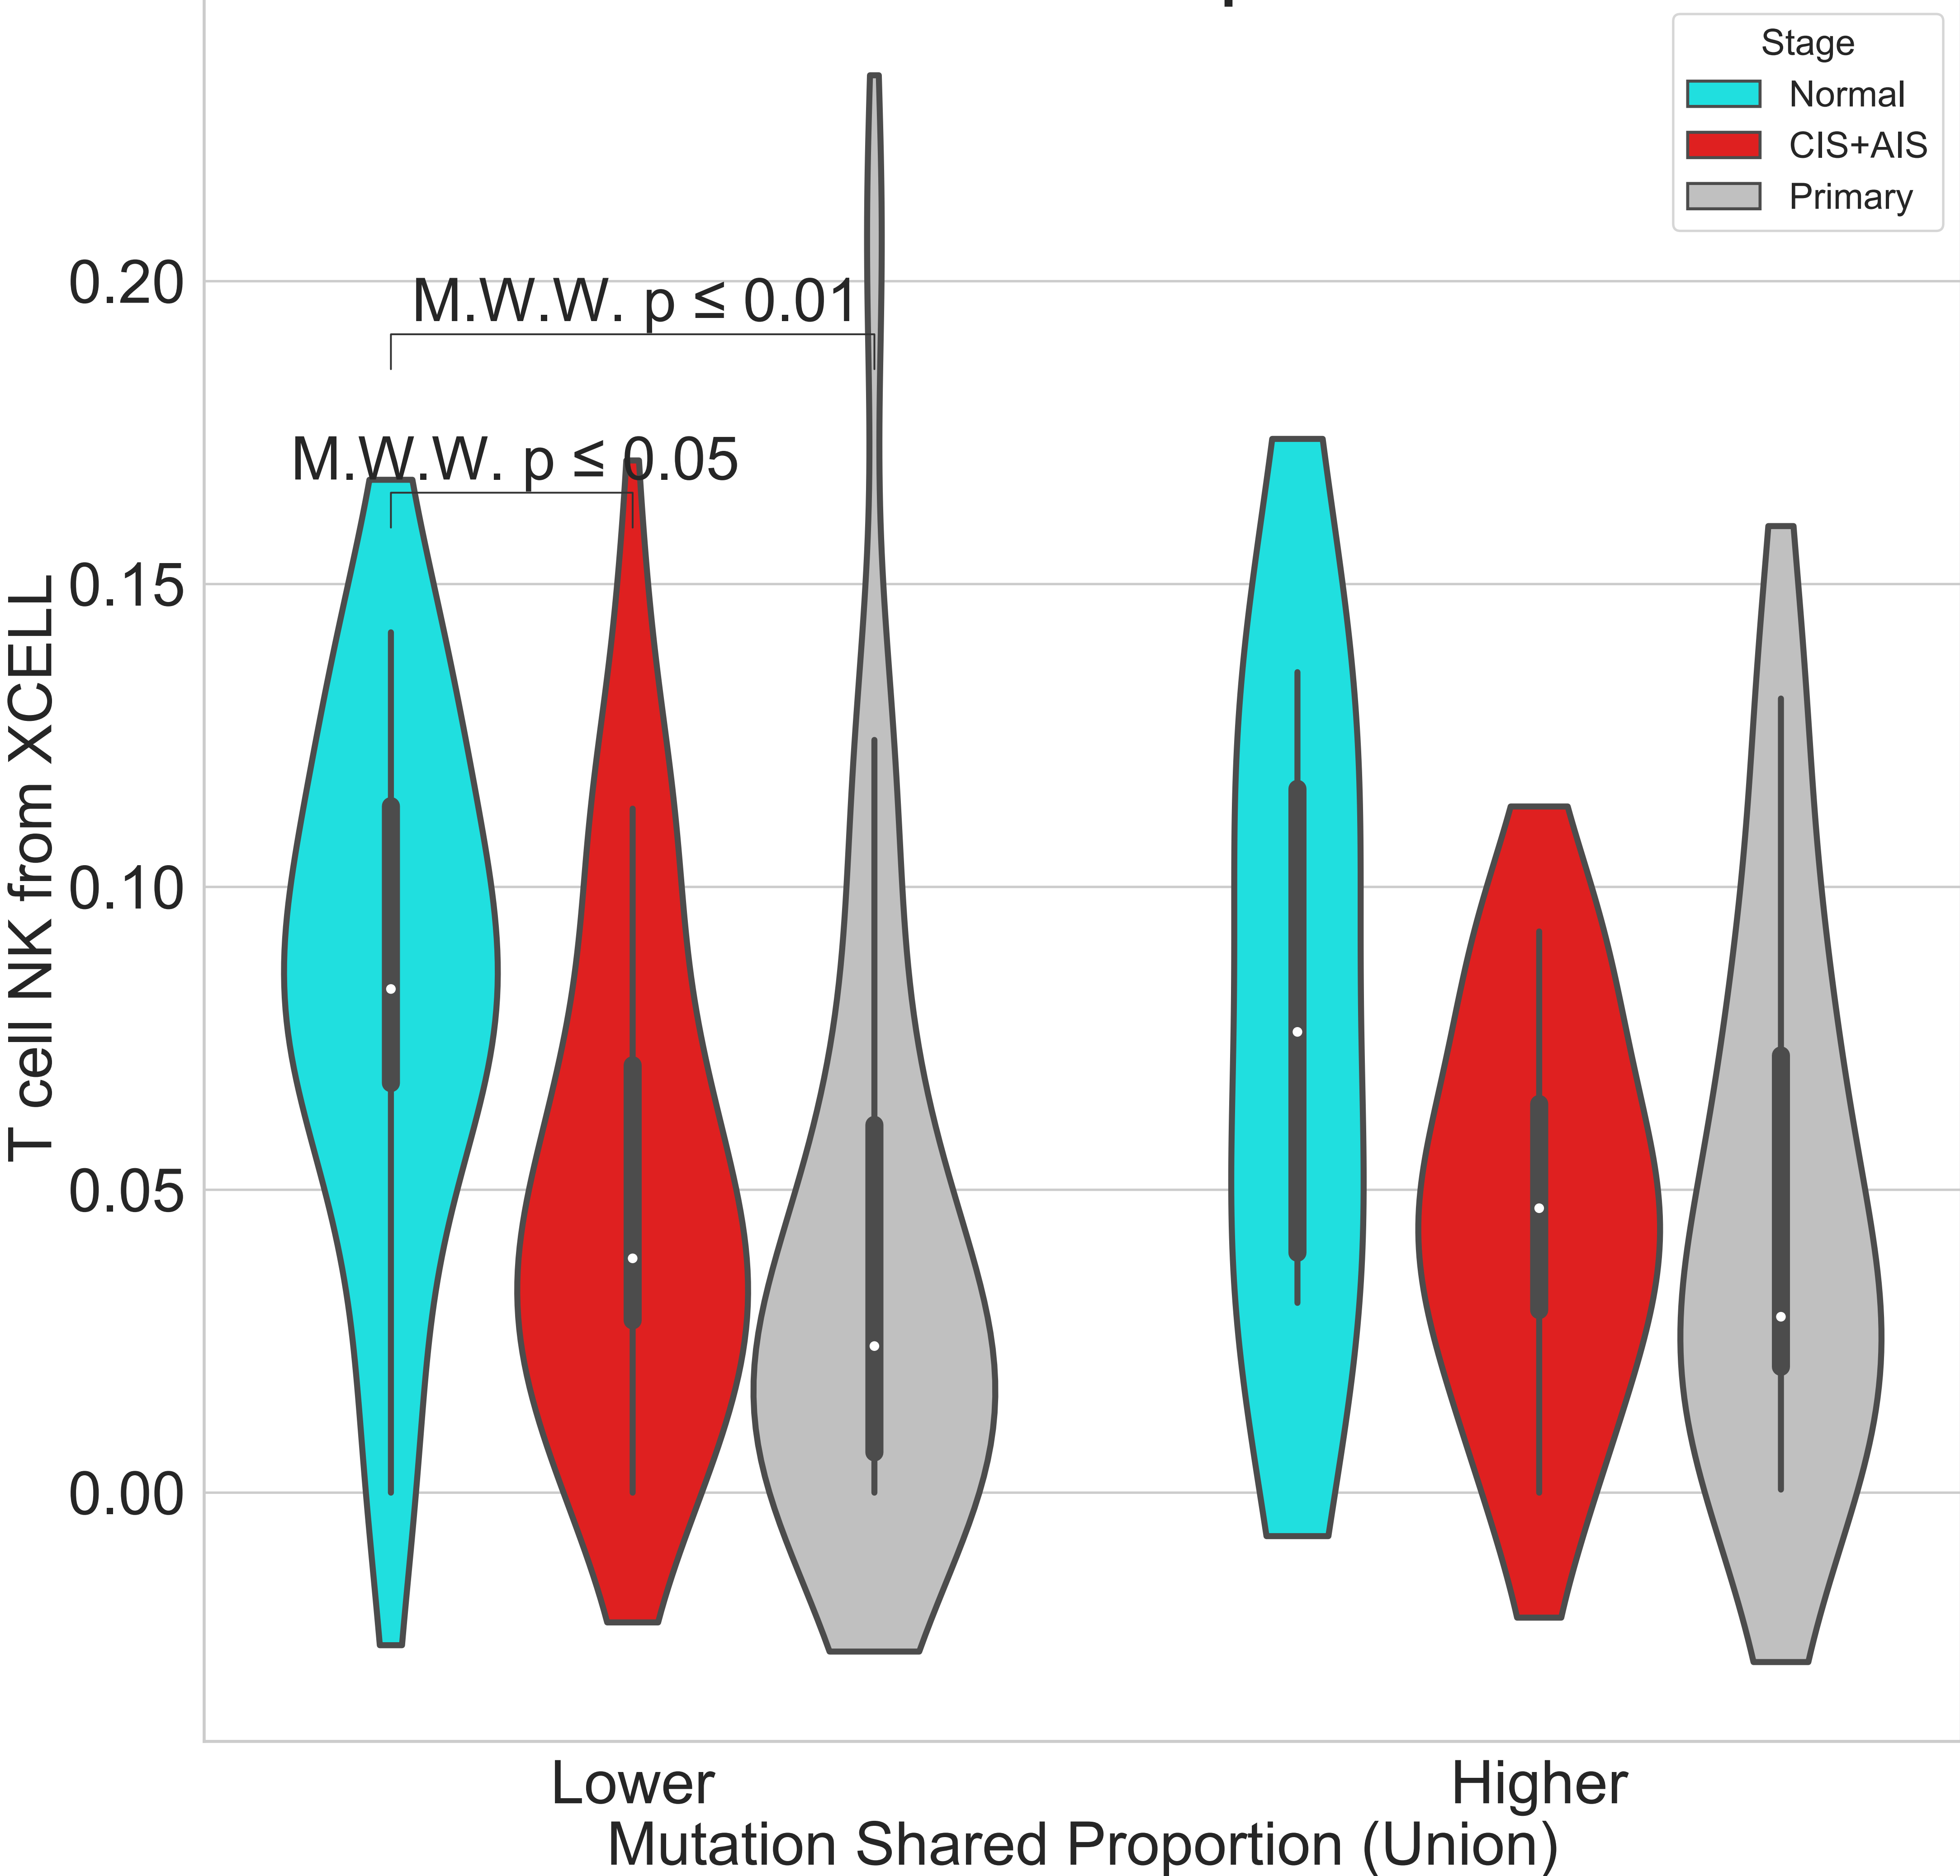 Stage
Normal
CIS+AIS
Primary
0.20
0.15
0.10
0.05
0.00
T cell NK from XCELL
M.W.W. p ≤ 0.01
M.W.W. p ≤ 0.05
Lower
Higher
Mutation Shared Proportion (Union)